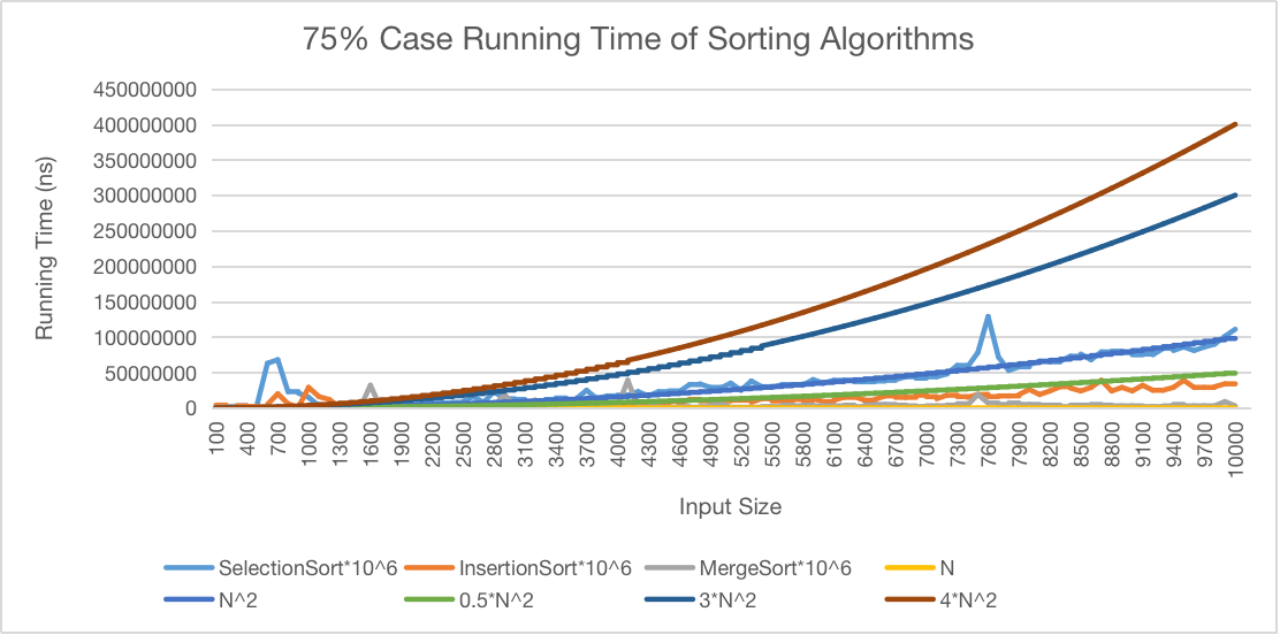 75% Case Running Time of Sorting Algorithms
450000000
400000000
350000000
300000000
250000000
200000000
150000000
100000000
50000000
0
Running Time (ns)
100 400 700 1000 1300 1600 1900 2200 2500 2800 3100 3400 3700 4000 4300 4600 4900 5200 5500 5800 6100 6400 6700 7000 7300 7600 7900 8200 8500 8800 9100 9400 9700 10000
Input Size
SelectionSort*10^6 InsertionSort*10^6 MergeSort*10^6 N
N^2 0.5*N^2 3*N^2 4*N^2